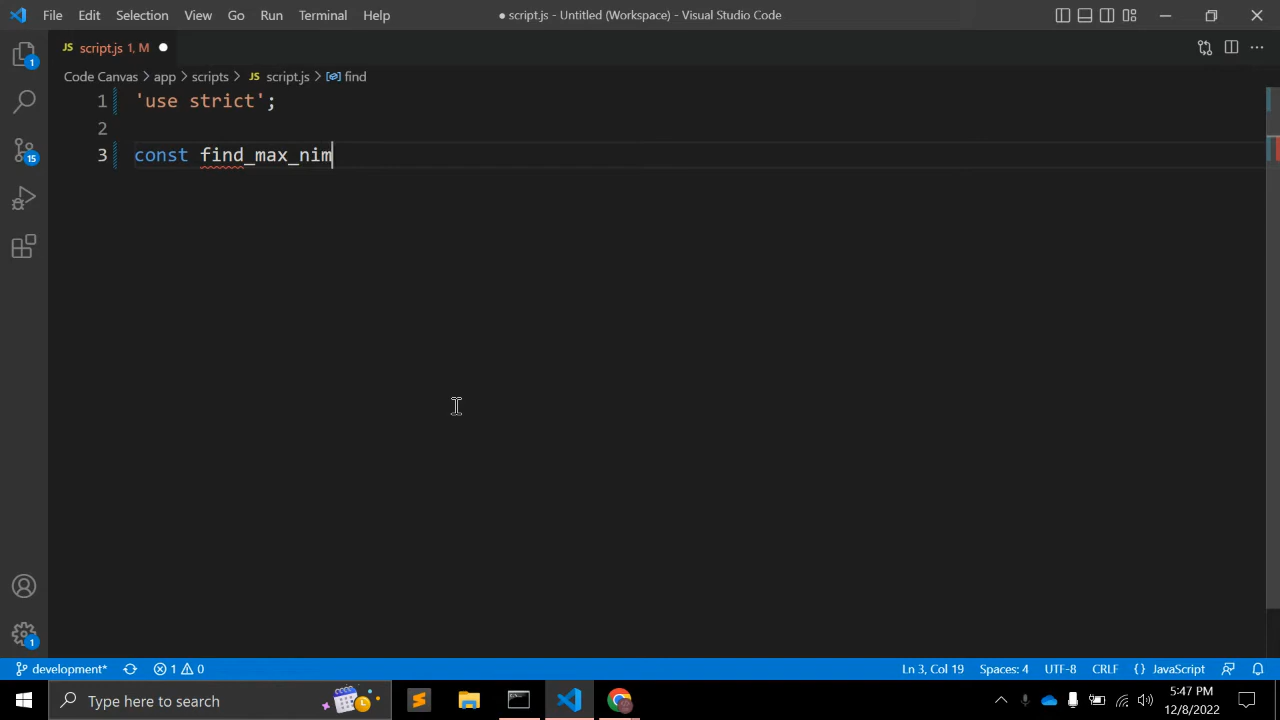 File Edit Selection View Go Run Terminal Help ● script.js - Untitled (Workspace) - Visual Studio Code
JS script.js 1, M
Code Canvas > app > scripts > JS script.js > find
1 'use strict';
2
3 const find_max_nim
1
15
1
development* 1 0 Ln 3, Col 19 Spaces: 4 UTF-8 CRLF {} JavaScript
Type here to search
5:47 PM
12/8/2022